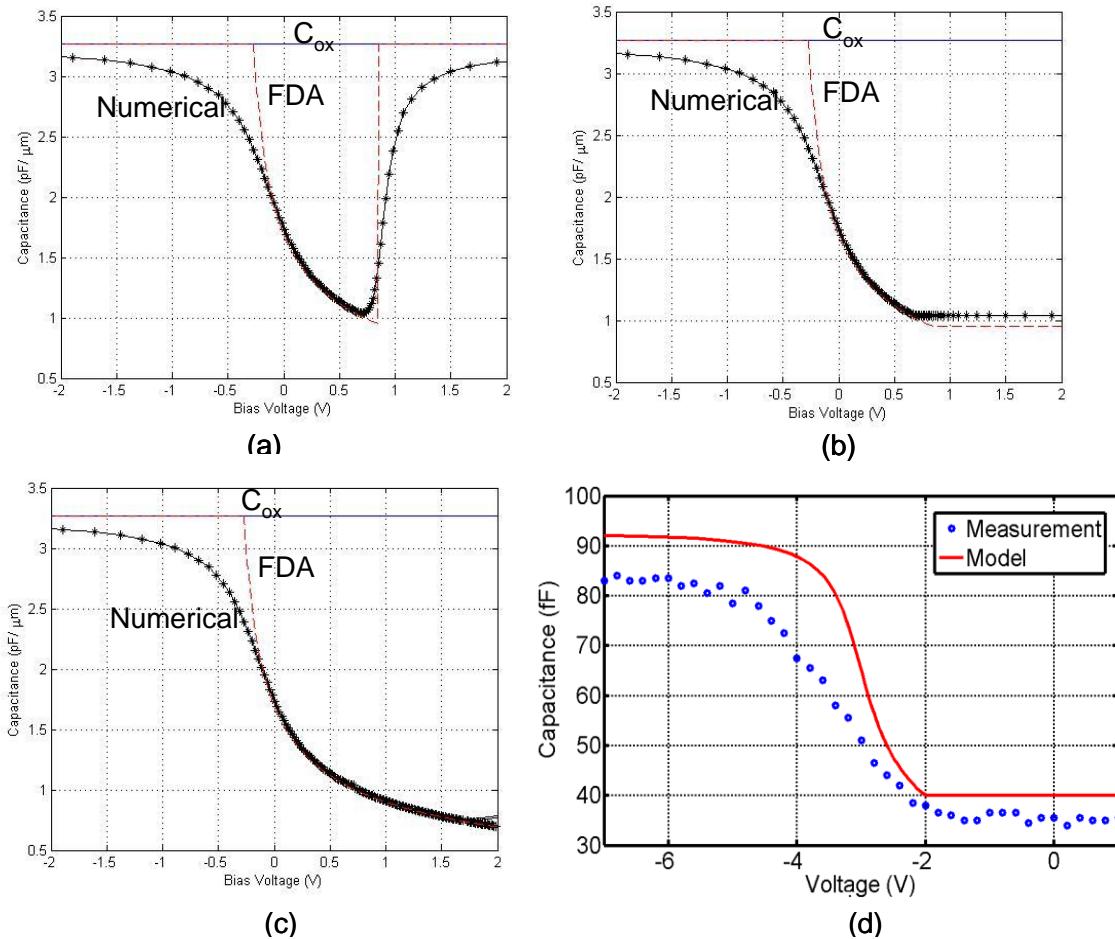 3.5
C_ox
3
Numerical
FDA
2.5
2
1.5
1
0.5
Capacitance (pF/ μm)
-2 -1.5 -1 -0.5 0 0.5 1 1.5 2
Bias Voltage (V)
(a)
3.5
C_ox
3
Numerical
FDA
2.5
2
1.5
1
0.5
Capacitance (pF/ μm)
-2 -1.5 -1 -0.5 0 0.5 1 1.5 2
Bias Voltage (V)
(b)
3.5
C_ox
3
FDA
2.5
Numerical
2
1.5
1
0.5
Capacitance (pF/ μm)
-2 -1.5 -1 -0.5 0 0.5 1 1.5 2
Bias Voltage (V)
(c)
100
Measurement
Model
90
80
70
60
50
40
30
Capacitance (fF)
-6 -4 -2 0
Voltage (V)
(d)